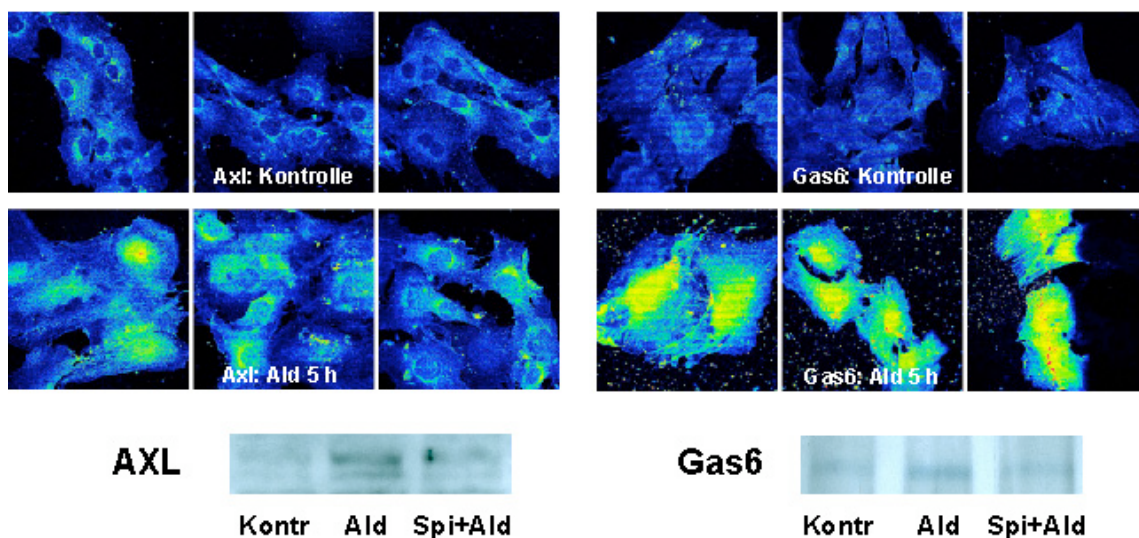 Axl: Kontrolle
Gas6: Kontrolle
Axl: Ald 5 h
Gas6: Ald 5 h
AXL
Kontr Ald Spi+Ald
Gas6
Kontr Ald Spi+Ald